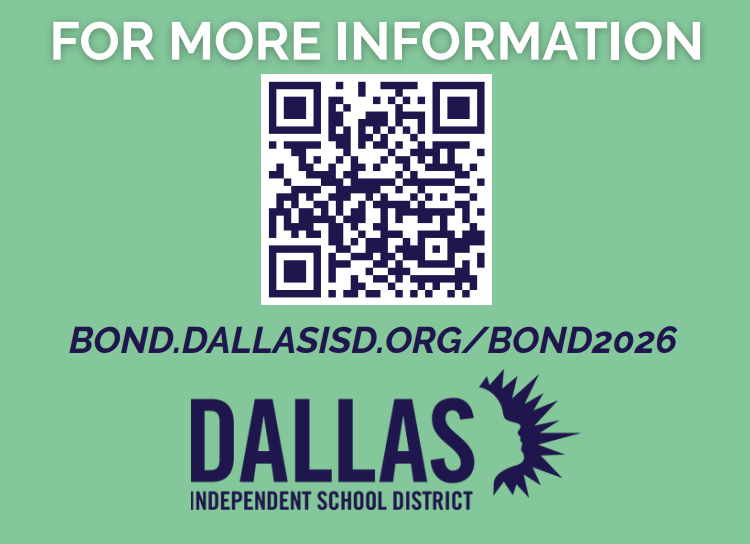 FOR MORE INFORMATION
BOND.DALLASISD.ORG/BOND2026
DALLAS
INDEPENDENT SCHOOL DISTRICT